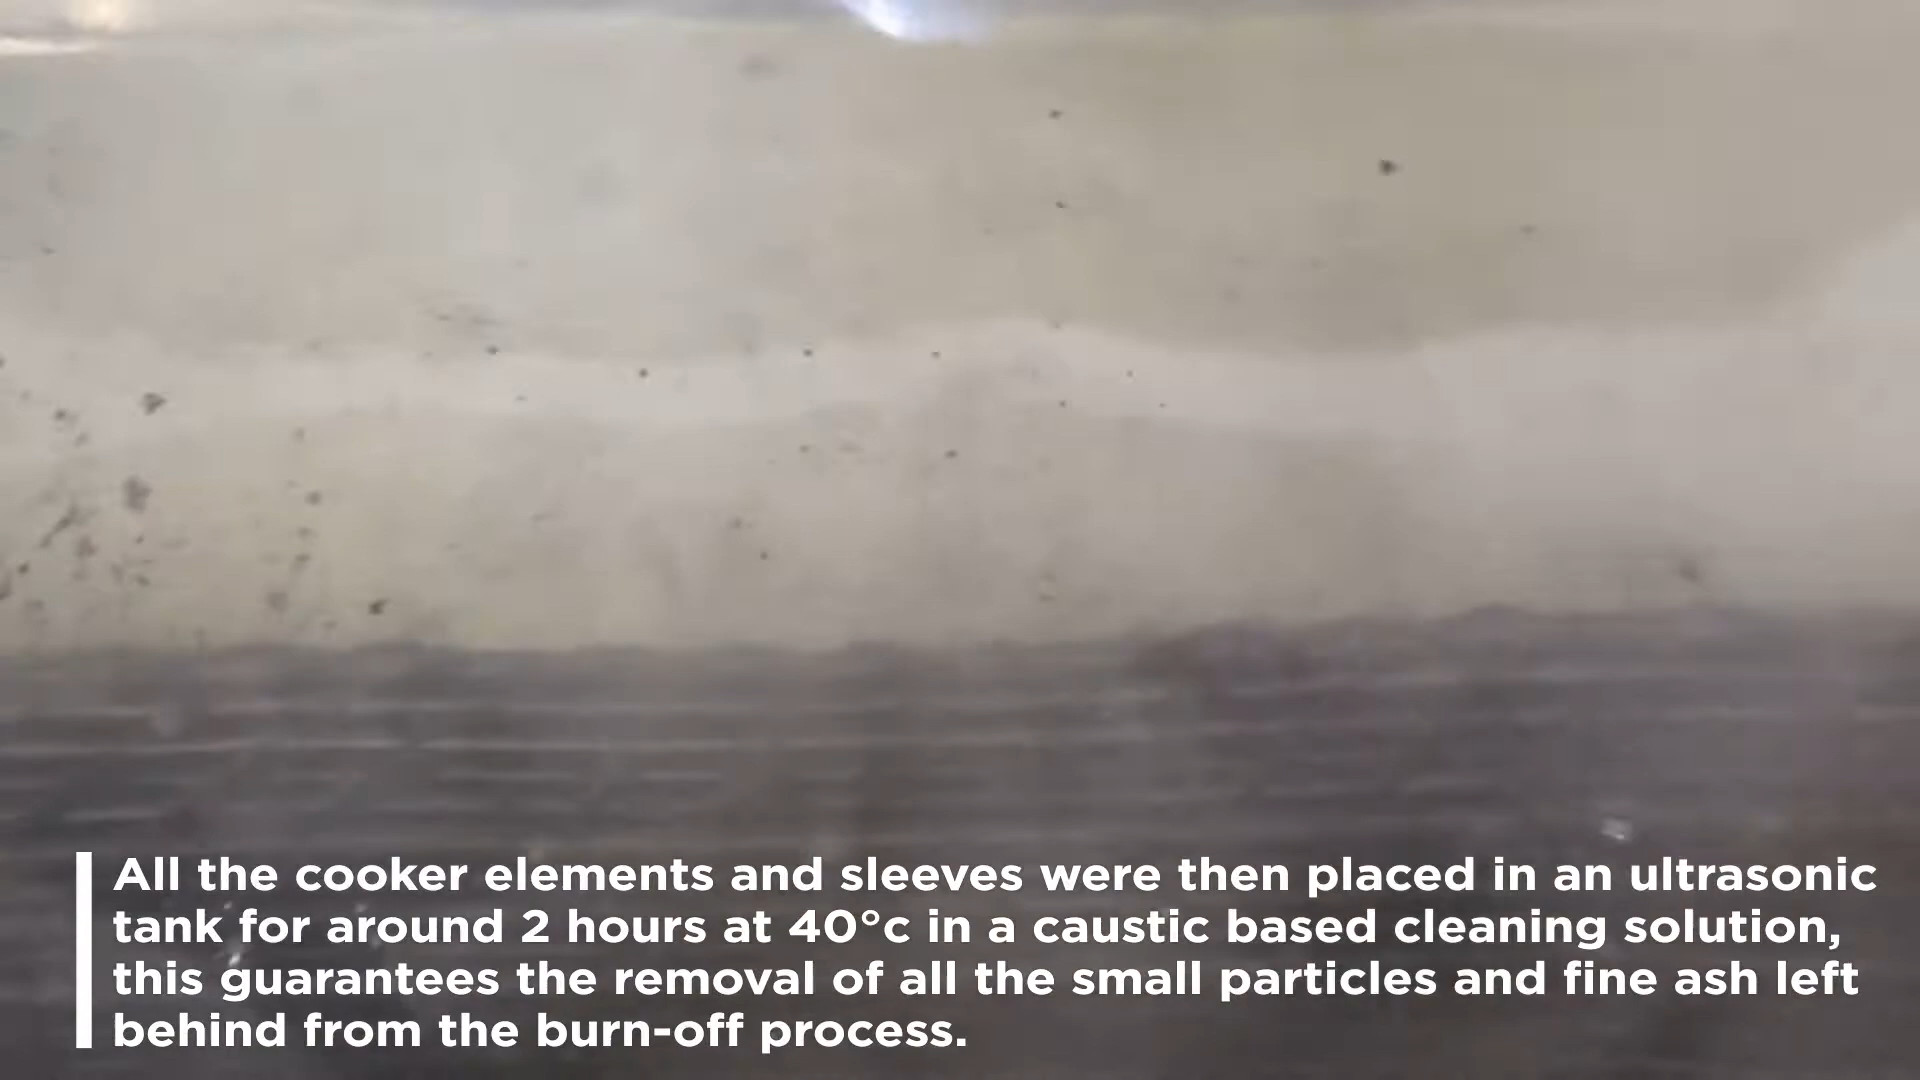 All the cooker elements and sleeves were then placed in an ultrasonic
tank for around 2 hours at 40°c in a caustic based cleaning solution,
this guarantees the removal of all the small particles and fine ash left
behind from the burn-off process.